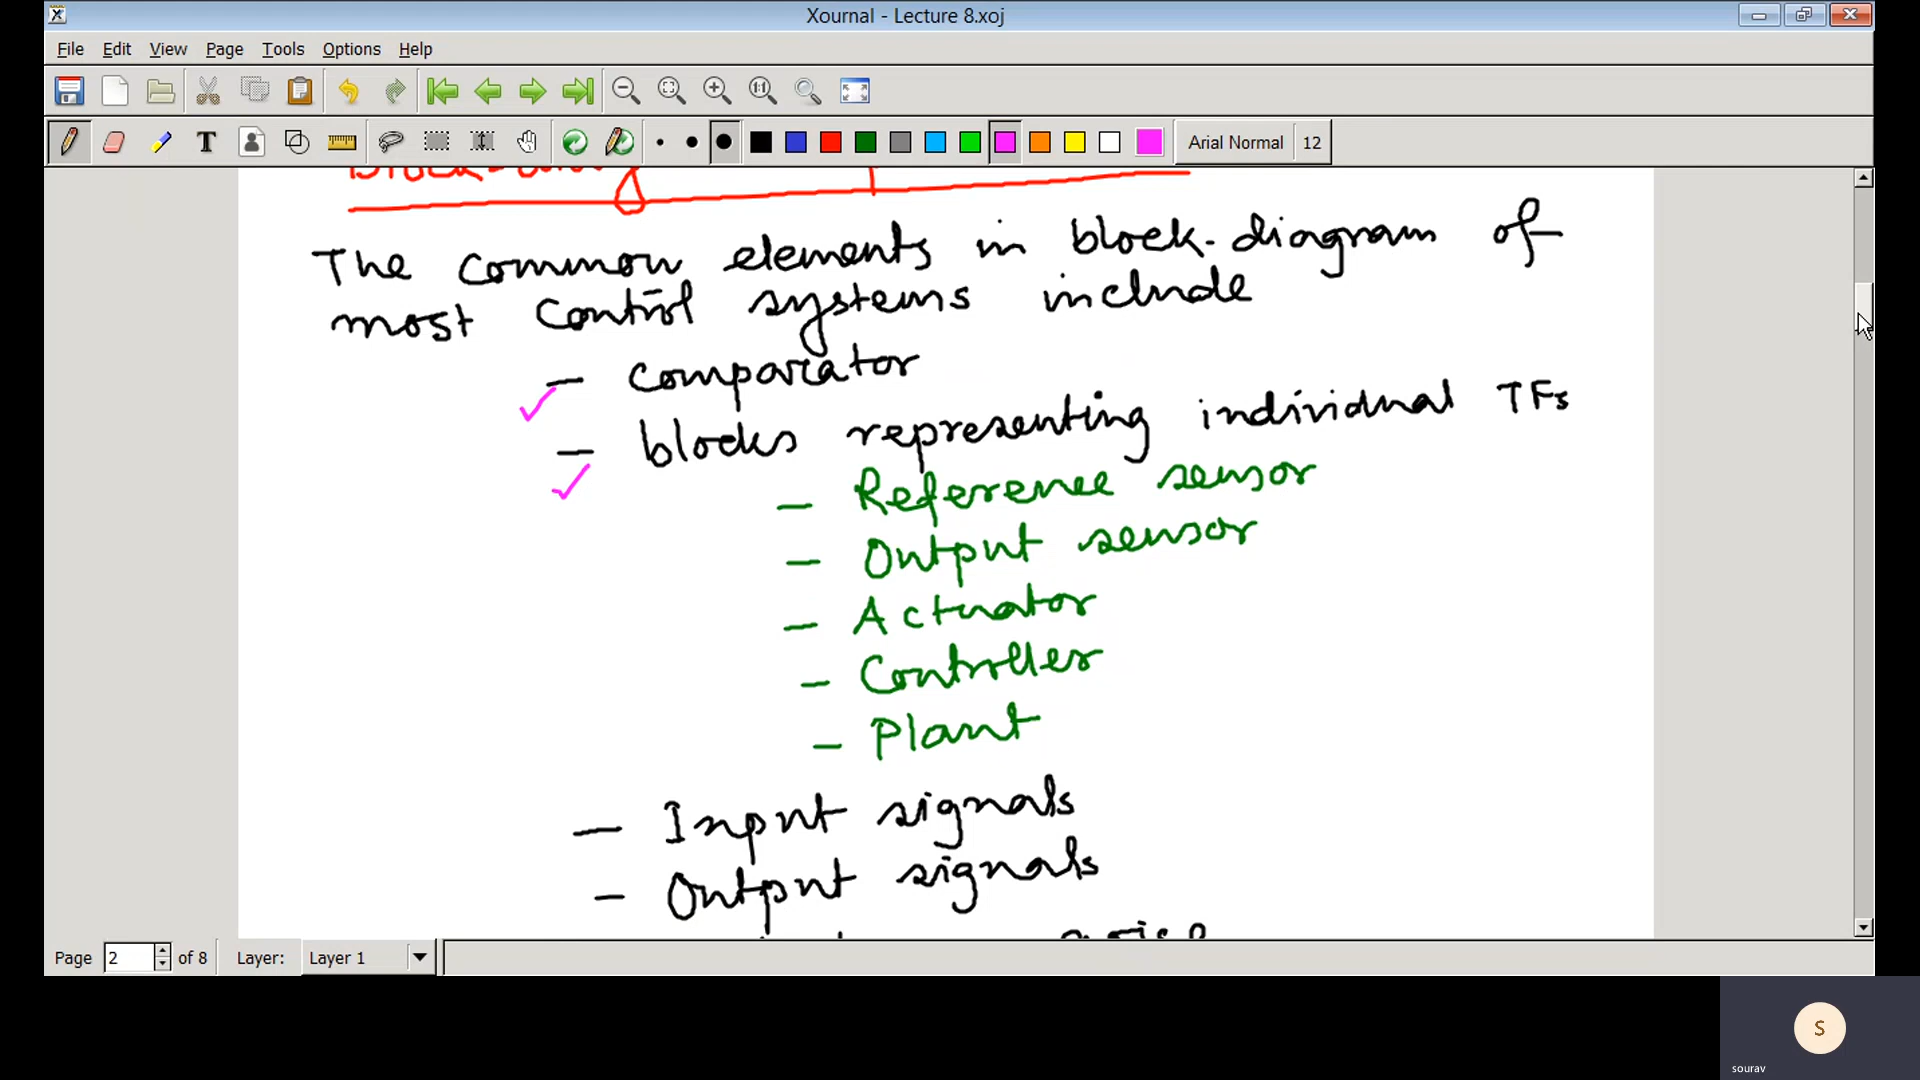 Xournal - Lecture 8.xoj
File Edit View Page Tools Options Help
Arial Normal 12
The common elements in block-diagram of
most control systems include
– comparator
– blocks representing individual TFs
– Reference sensor
– Output sensor
– Actuator
– Controller
– Plant
– Input signals
– Output signals
Page 2 of 8 Layer: Layer 1
S
sourav